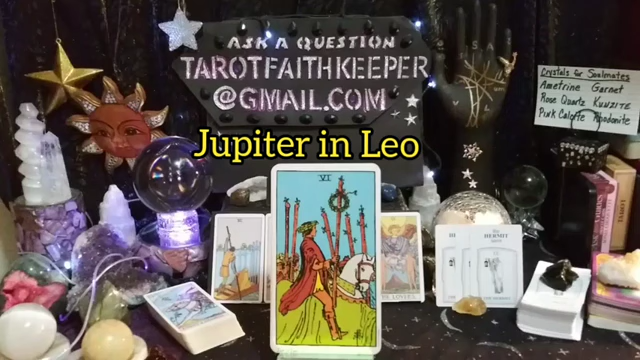 ASK A QUESTION
TAROTFAITHKEEPER
@GMAIL.COM
Jupiter in Leo
Crystals for Soulmates
Ametrine Garnet
Rose Quartz KUNZITE
Pink Calcite Rhodonite
VI
THE LOVERS
THE
HERMIT